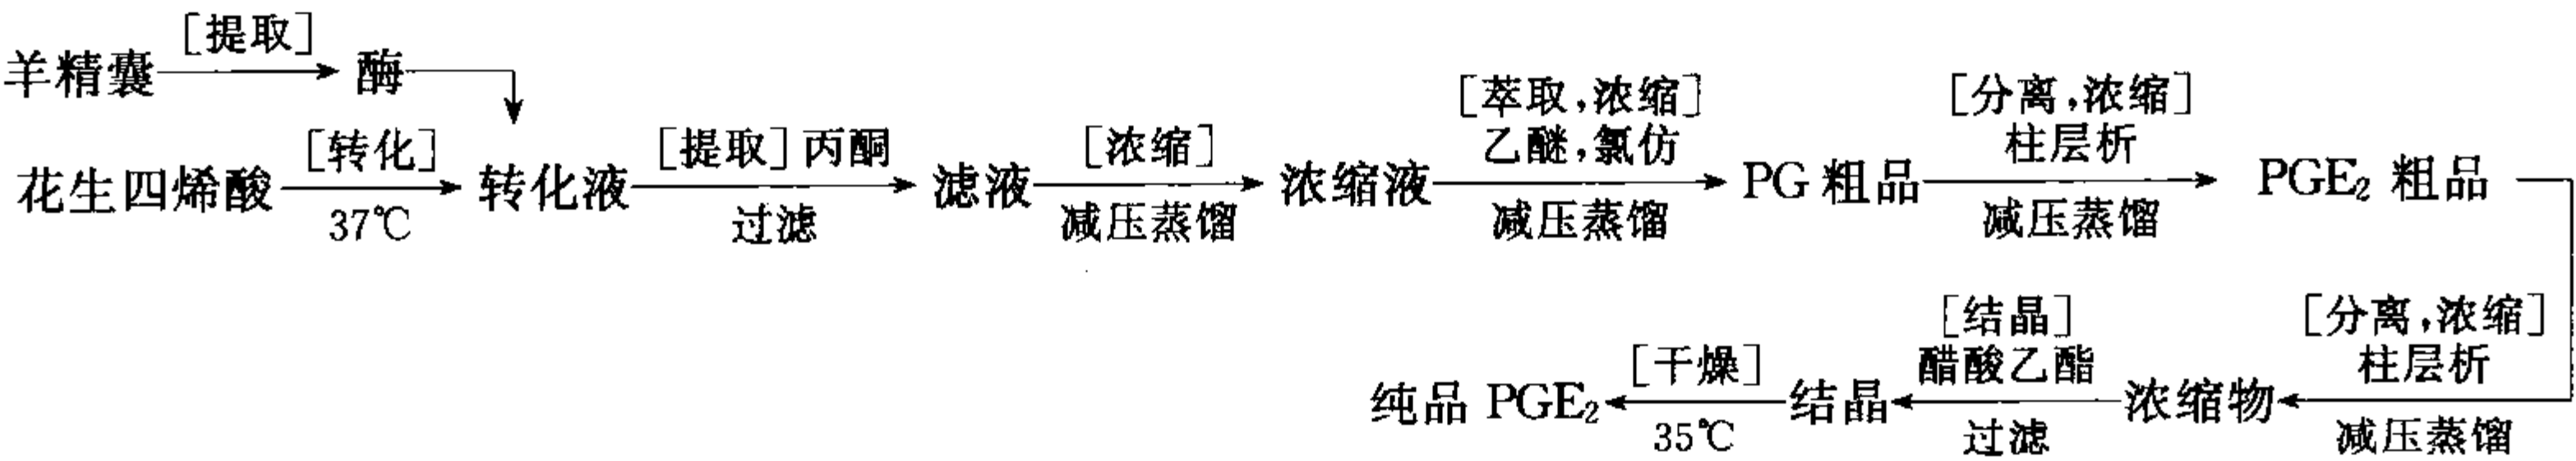 [提取]
羊精囊 酶
[转化] [提取] 丙酮 [浓缩] [萃取,浓缩] 乙醚,氯仿 [分离,浓缩] 柱层析
花生四烯酸 转化液 滤液 浓缩液 PG 粗品 PGE₂ 粗品
37℃ 过滤 减压蒸馏 减压蒸馏 减压蒸馏
[干燥] [结晶] 醋酸乙酯 [分离,浓缩] 柱层析
纯品 PGE₂ 结晶 浓缩物
35℃ 过滤 减压蒸馏